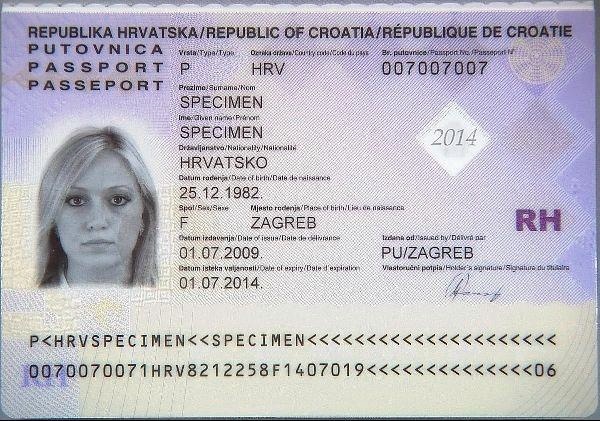 REPUBLIKA HRVATSKA/REPUBLIC OF CROATIA/RÉPUBLIQUE DE CROATIE
PUTOVNICA
PASSPORT
PASSEPORT
Vrsta/Type/Type
Oznaka države/Country code/Code du pays
Br. putovnice/Passport No/Passeport N°
P
HRV
007007007
Prezime/Surname/Nom
SPECIMEN
Ime/Given name/Prénom
SPECIMEN
2014
Državljanstvo/Nationality/Nationalité
HRVATSKO
Datum rođenja/Date of birth/Date de naissance
25.12.1982.
Spol/Sex/Sexe
Mjesto rođenja/Place of birth/Lieu de naissance
F
ZAGREB
RH
Datum izdavanja/Date of issue/Date de délivrance
Izdana od/Issued by/Délivré par
01.07.2009.
PU/ZAGREB
Datum isteka valjanosti/Date of expiry/Date d'expiration
Vlastoručni potpis/Holder's signature/Signature du titulaire
01.07.2014.
P<HRVSPECIMEN<<SPECIMEN<<<<<<<<<<<<<<<<<<<<<
RH
0070070071HRV8212258F1407019<<<<<<<<<<<<<<06